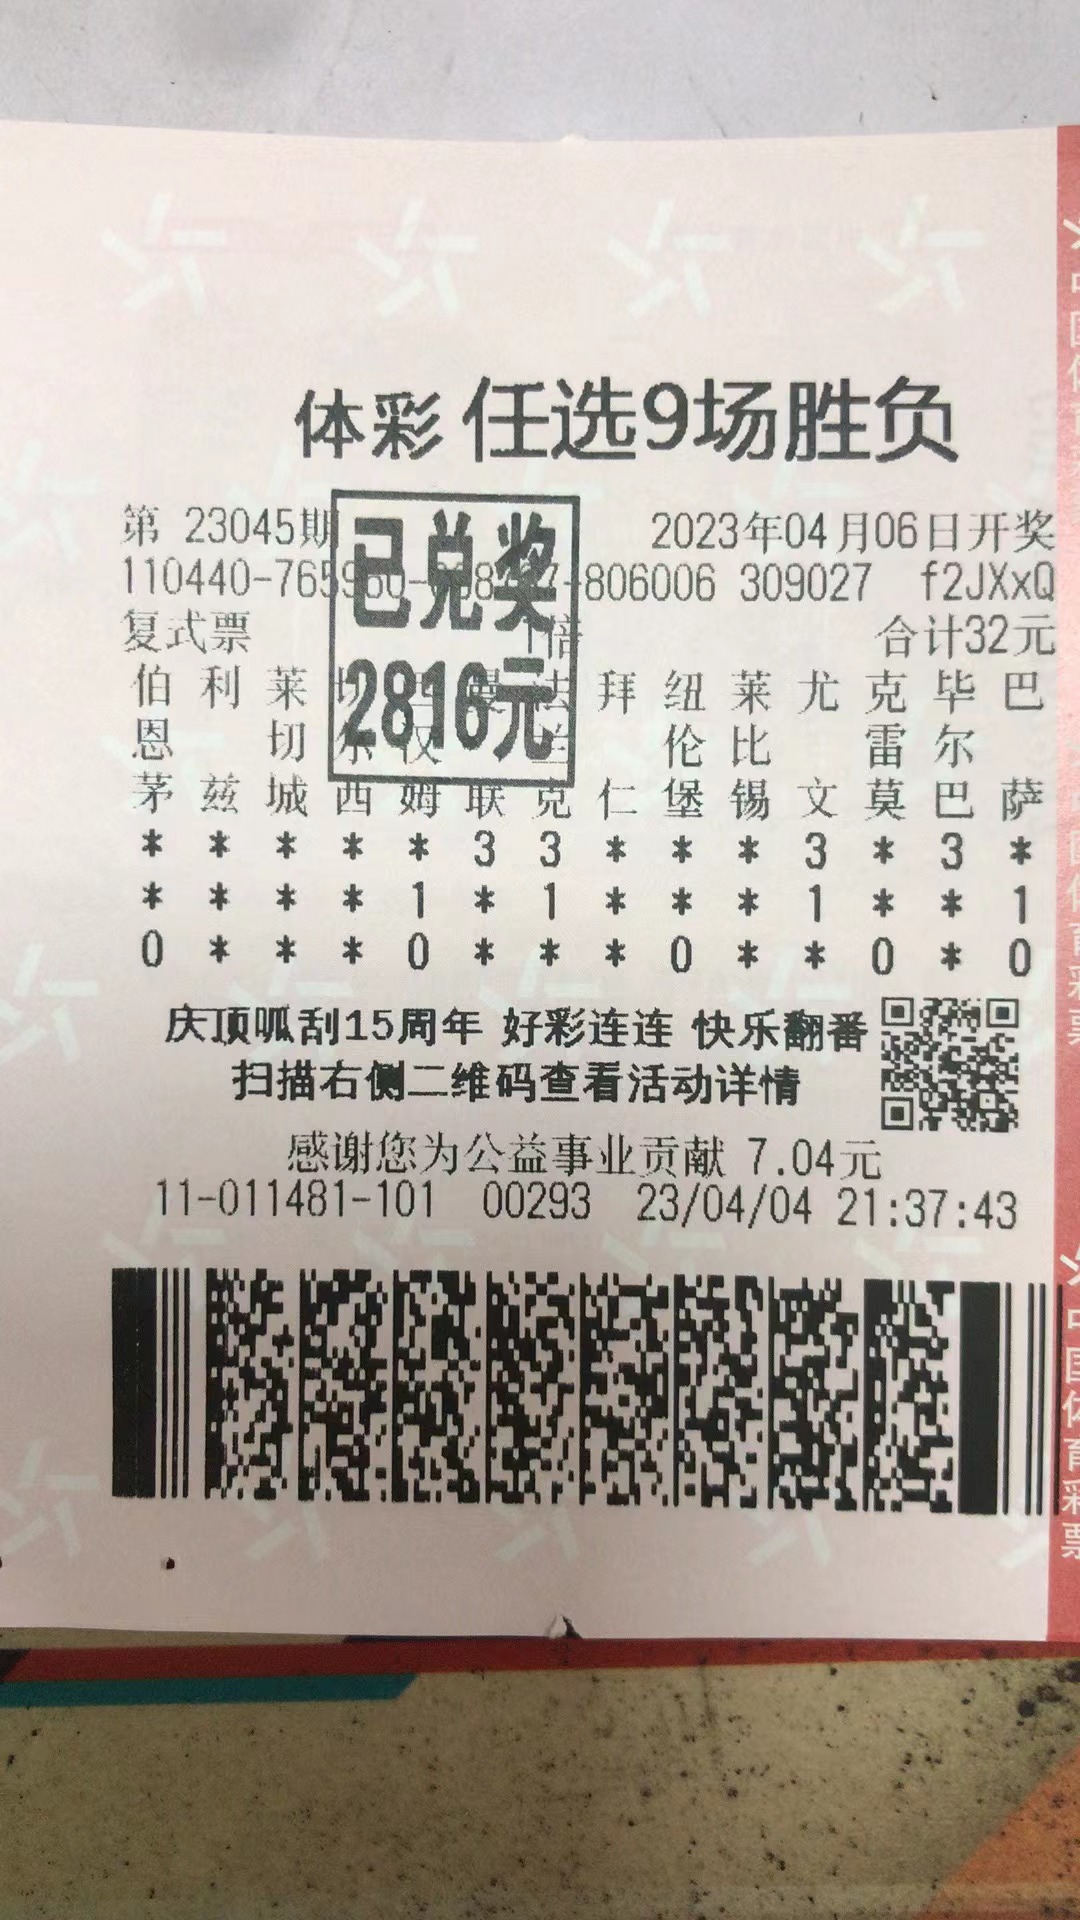 体彩 任选9场胜负
第 23045期
2023年04月06日开奖
已兑奖
2816元
806006 309027 f2JXxQ
复式票
倍
合计32元
伯 利 莱 拜 纽 莱 尤 克 毕 巴
恩 切 伦 比 雷 尔
茅 兹 城 西 姆 联 克 仁 堡 锡 文 莫 巴 萨
* * * * * 3 3 * * * 3 * 3 *
* * * * 1 * 1 * * * 1 * * 1
0 * * * 0 * * * 0 * * 0 * 0
庆顶呱刮15周年 好彩连连 快乐翻番
扫描右侧二维码查看活动详情
感谢您为公益事业贡献 7.04元
11-011481-101 00293 23/04/04 21:37:43
中国体育彩票